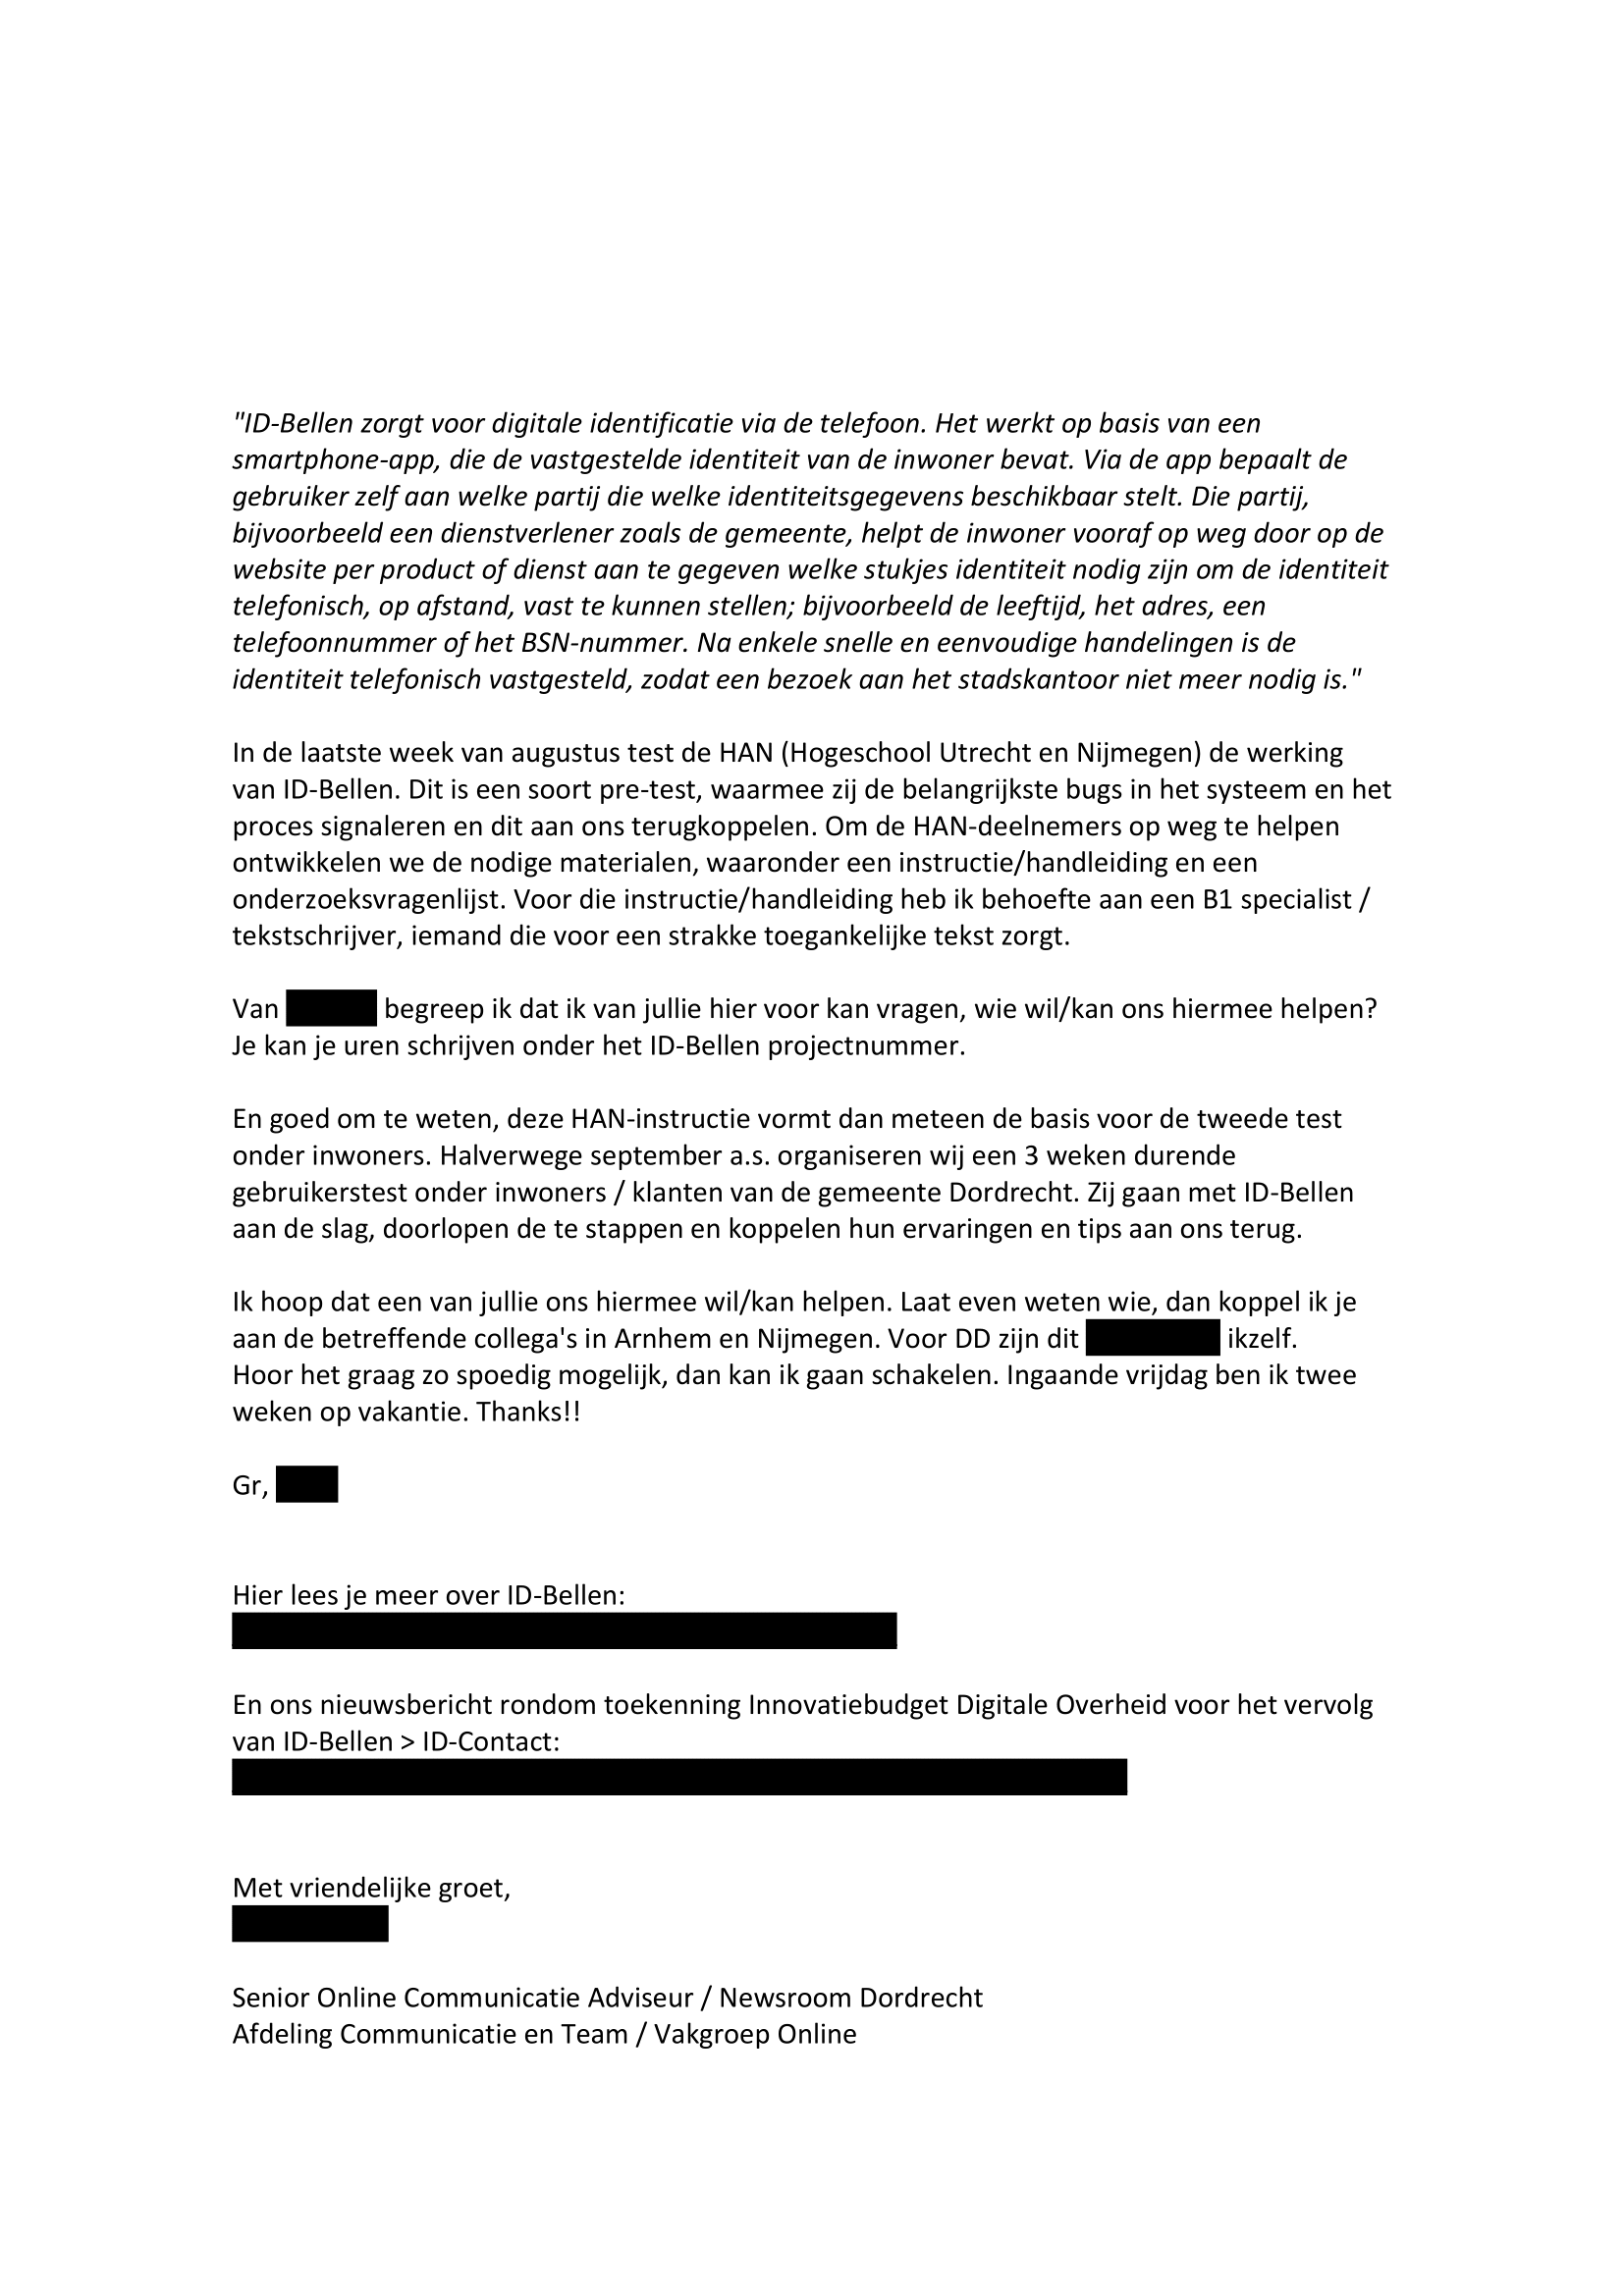 "ID-Bellen zorgt voor digitale identificatie via de telefoon. Het werkt op basis van een
smartphone-app, die de vastgestelde identiteit van de inwoner bevat. Via de app bepaalt de
gebruiker zelf aan welke partij die welke identiteitsgegevens beschikbaar stelt. Die partij,
bijvoorbeeld een dienstverlener zoals de gemeente, helpt de inwoner vooraf op weg door op de
website per product of dienst aan te gegeven welke stukjes identiteit nodig zijn om de identiteit
telefonisch, op afstand, vast te kunnen stellen; bijvoorbeeld de leeftijd, het adres, een
telefoonnummer of het BSN-nummer. Na enkele snelle en eenvoudige handelingen is de
identiteit telefonisch vastgesteld, zodat een bezoek aan het stadskantoor niet meer nodig is."
In de laatste week van augustus test de HAN (Hogeschool Utrecht en Nijmegen) de werking
van ID-Bellen. Dit is een soort pre-test, waarmee zij de belangrijkste bugs in het systeem en het
proces signaleren en dit aan ons terugkoppelen. Om de HAN-deelnemers op weg te helpen
ontwikkelen we de nodige materialen, waaronder een instructie/handleiding en een
onderzoeksvragenlijst. Voor die instructie/handleiding heb ik behoefte aan een B1 specialist /
tekstschrijver, iemand die voor een strakke toegankelijke tekst zorgt.
Van begreep ik dat ik van jullie hier voor kan vragen, wie wil/kan ons hiermee helpen?
Je kan je uren schrijven onder het ID-Bellen projectnummer.
En goed om te weten, deze HAN-instructie vormt dan meteen de basis voor de tweede test
onder inwoners. Halverwege september a.s. organiseren wij een 3 weken durende
gebruikerstest onder inwoners / klanten van de gemeente Dordrecht. Zij gaan met ID-Bellen
aan de slag, doorlopen de te stappen en koppelen hun ervaringen en tips aan ons terug.
Ik hoop dat een van jullie ons hiermee wil/kan helpen. Laat even weten wie, dan koppel ik je
aan de betreffende collega's in Arnhem en Nijmegen. Voor DD zijn dit ikzelf.
Hoor het graag zo spoedig mogelijk, dan kan ik gaan schakelen. Ingaande vrijdag ben ik twee
weken op vakantie. Thanks!!
Gr,
Hier lees je meer over ID-Bellen:
En ons nieuwsbericht rondom toekenning Innovatiebudget Digitale Overheid voor het vervolg
van ID-Bellen > ID-Contact:
Met vriendelijke groet,
Senior Online Communicatie Adviseur / Newsroom Dordrecht
Afdeling Communicatie en Team / Vakgroep Online